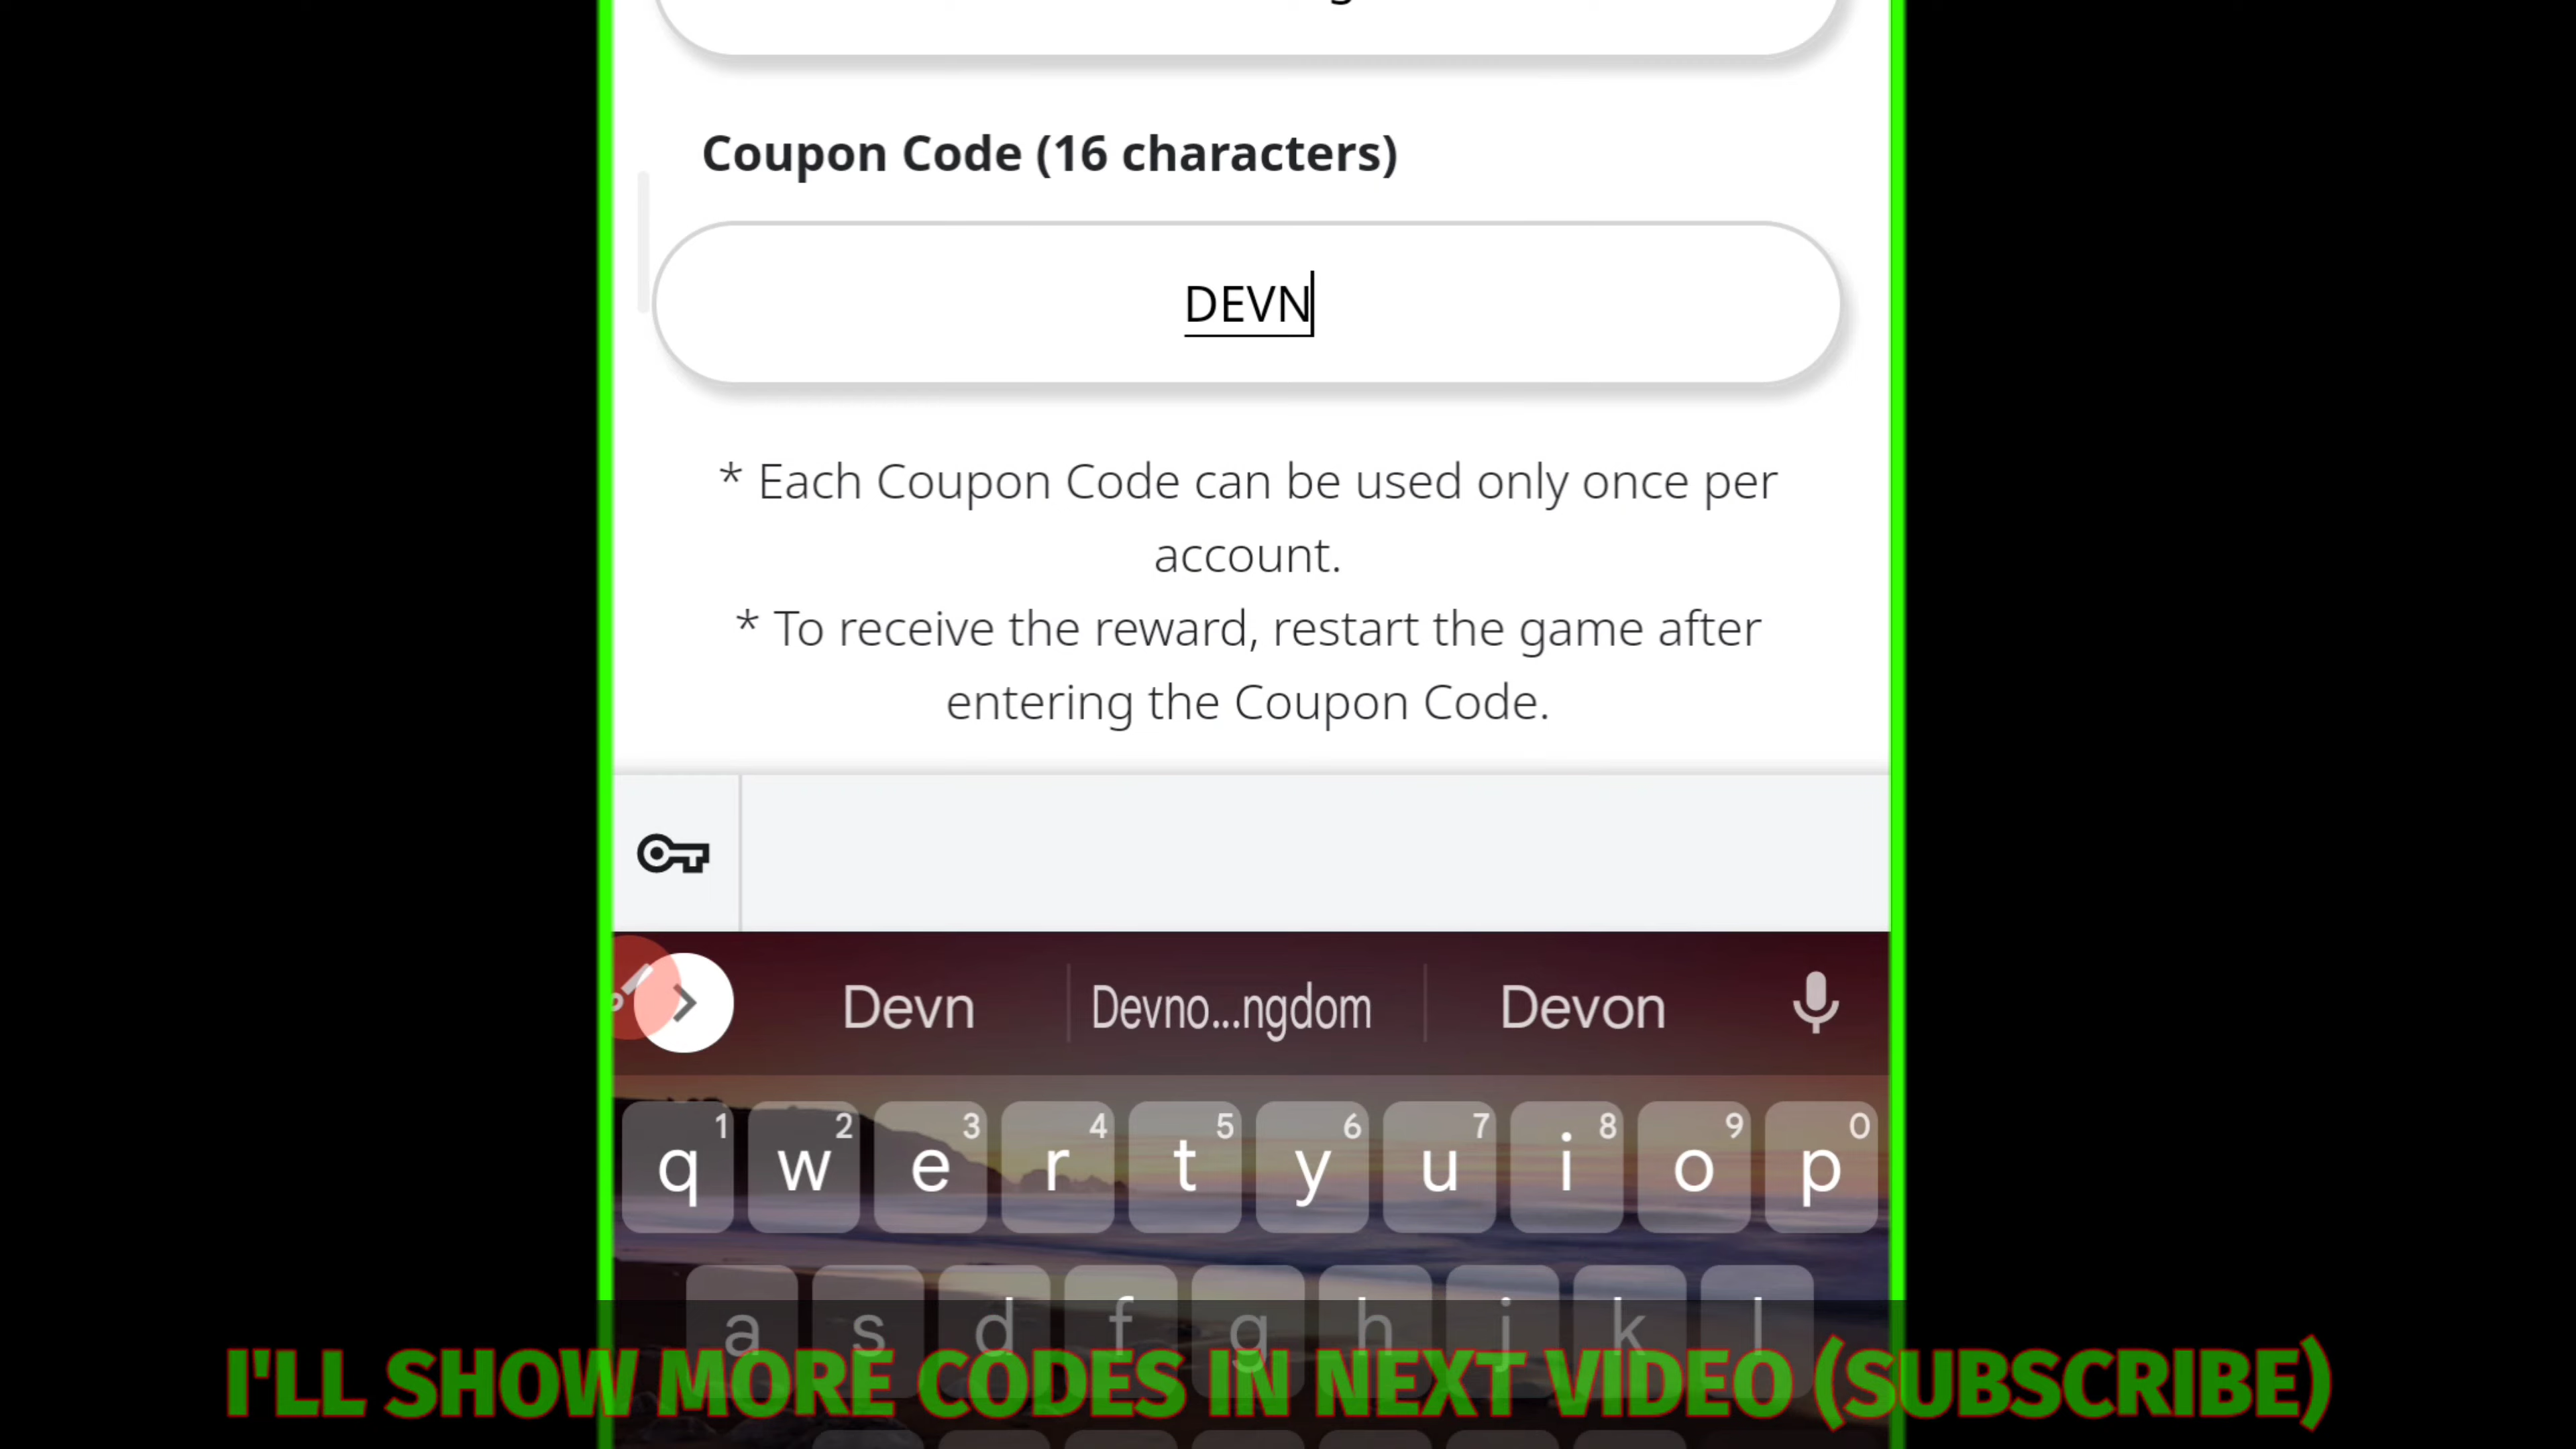 Coupon Code (16 characters)
DEVN
* Each Coupon Code can be used only once per
account.
* To receive the reward, restart the game after
entering the Coupon Code.
Devn Devno...ngdom Devon
1 2 3 4 5 6 7 8 9 0
q w e r t y u i o p
a s d f g h j k l
I'LL SHOW MORE CODES IN NEXT VIDEO (SUBSCRIBE)